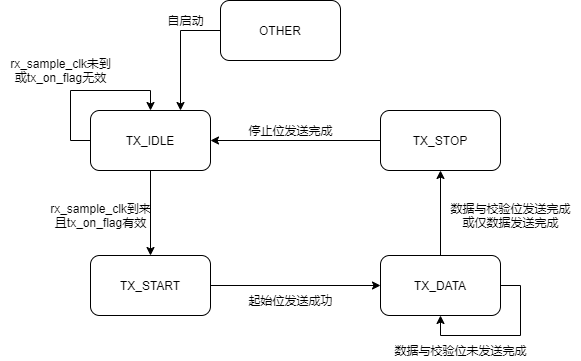 自启动
OTHER
rx_sample_clk未到
或tx_on_flag无效
TX_IDLE
停止位发送完成
TX_STOP
rx_sample_clk到来
且tx_on_flag有效
数据与校验位发送完成
或仅数据发送完成
TX_START
起始位发送成功
TX_DATA
数据与校验位未发送完成